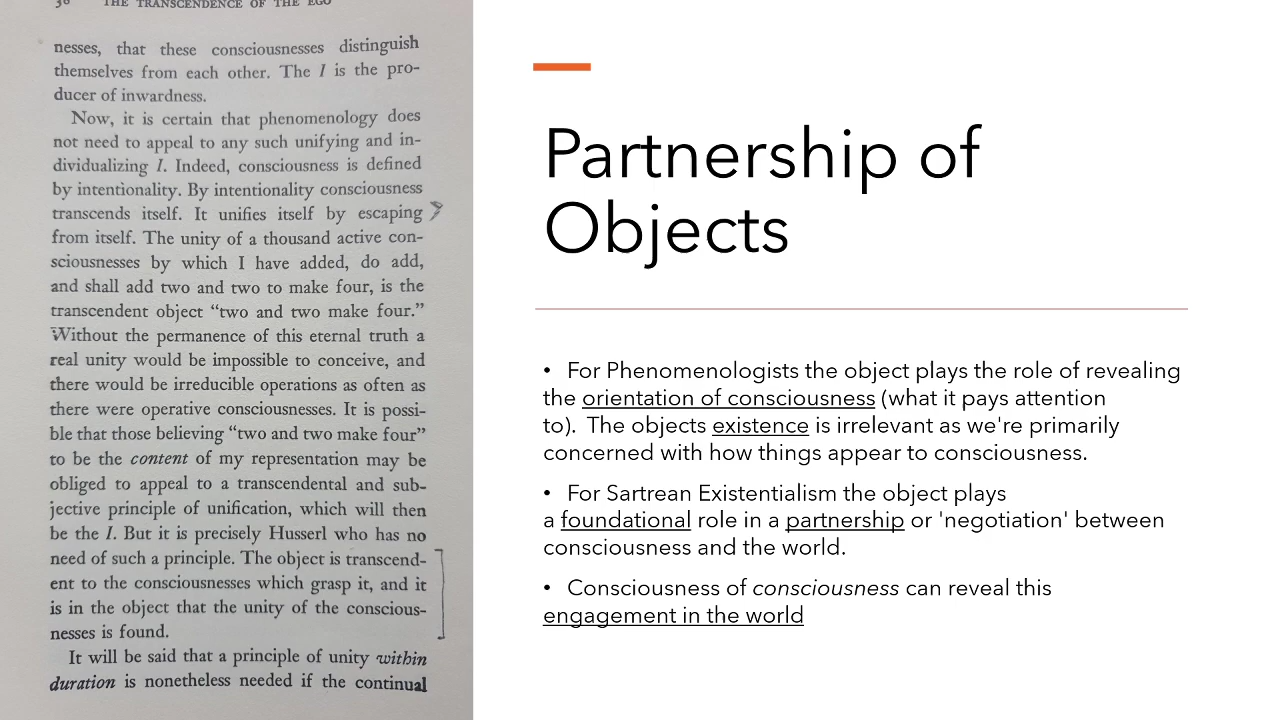 38 THE TRANSCENDENCE OF THE EGO
nesses, that these consciousnesses distinguish
themselves from each other. The I is the pro-
ducer of inwardness.
Now, it is certain that phenomenology does
not need to appeal to any such unifying and in-
dividualizing I. Indeed, consciousness is defined
by intentionality. By intentionality consciousness
transcends itself. It unifies itself by escaping
from itself. The unity of a thousand active con-
sciousnesses by which I have added, do add,
and shall add two and two to make four, is the
transcendent object “two and two make four.”
Without the permanence of this eternal truth a
real unity would be impossible to conceive, and
there would be irreducible operations as often as
there were operative consciousnesses. It is possi-
ble that those believing “two and two make four”
to be the content of my representation may be
obliged to appeal to a transcendental and sub-
jective principle of unification, which will then
be the I. But it is precisely Husserl who has no
need of such a principle. The object is transcend-
ent to the consciousnesses which grasp it, and it
is in the object that the unity of the conscious-
nesses is found.
It will be said that a principle of unity within
duration is nonetheless needed if the continual
Partnership of
Objects
• For Phenomenologists the object plays the role of revealing
the orientation of consciousness (what it pays attention
to). The objects existence is irrelevant as we're primarily
concerned with how things appear to consciousness.
• For Sartrean Existentialism the object plays
a foundational role in a partnership or 'negotiation' between
consciousness and the world.
• Consciousness of consciousness can reveal this
engagement in the world